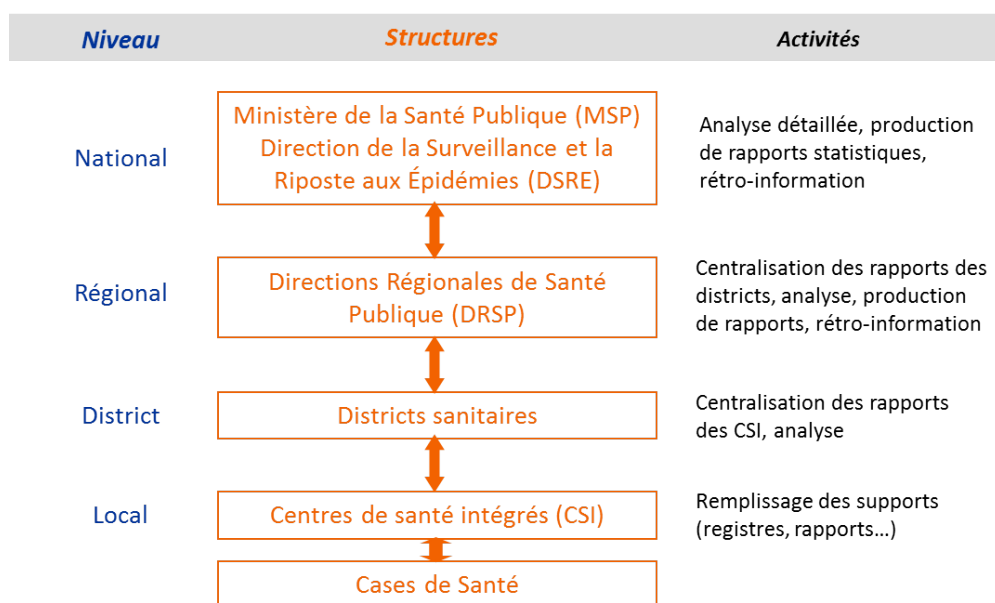 Niveau Structures Activités
National
Ministère de la Santé Publique (MSP)
Direction de la Surveillance et la
Riposte aux Épidémies (DSRE)
Analyse détaillée, production
de rapports statistiques,
rétro-information
Régional
Directions Régionales de Santé
Publique (DRSP)
Centralisation des rapports des
districts, analyse, production
de rapports, rétro-information
District
Districts sanitaires
Centralisation des rapports
des CSI, analyse
Local
Centres de santé intégrés (CSI)
Remplissage des supports
(registres, rapports…)
Cases de Santé